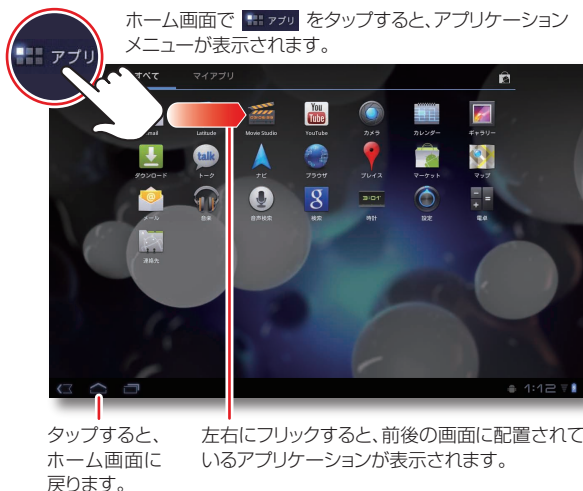 ホーム画面で アプリ をタップすると、アプリケーション
メニューが表示されます。
アプリ
すべて マイアプリ
Latitude Movie Studio YouTube カメラ カレンダー ギャラリー
You
Tube
talk
ダウンロード トーク ナビ ブラウザ プレイス マーケット マップ
8 3:01
メール 音楽 音声検索 検索 時計 設定 電卓
連絡先
1:12
タップすると、
ホーム画面に
戻ります。
左右にフリックすると、前後の画面に配置されて
いるアプリケーションが表示されます。